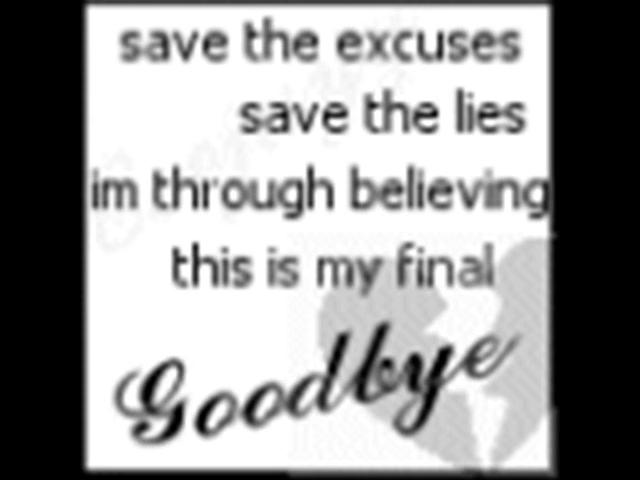 save the excuses
save the lies
im through believing
this is my final
Goodbye